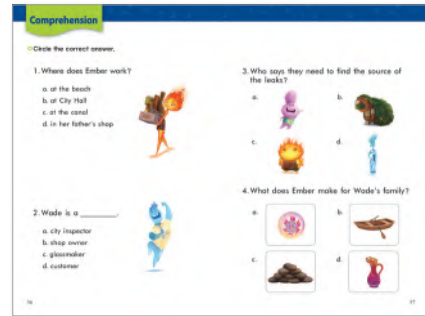 Comprehension
Circle the correct answer.
1. Where does Ember work?
a. at the beach
b. at City Hall
c. at the canal
d. in her father's shop
2. Wade is a ________.
a. city inspector
b. shop owner
c. glassmaker
d. customer
16
3. Who says they need to find the source of
the leaks?
a.
b.
c.
d.
4. What does Ember make for Wade's family?
a.
b.
c.
d.
17